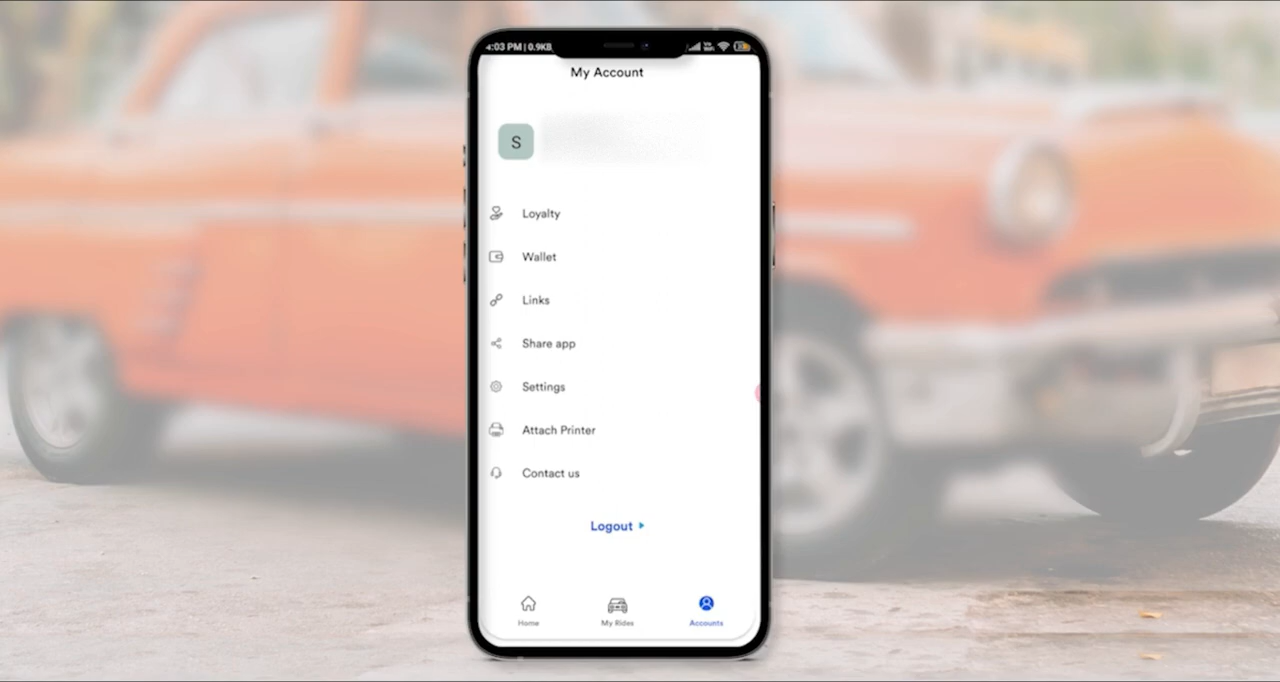 4:03 PM | 0.9KB
My Account
S
Loyalty
Wallet
Links
Share app
Settings
Attach Printer
Contact us
Logout
Home
My Rides
Accounts